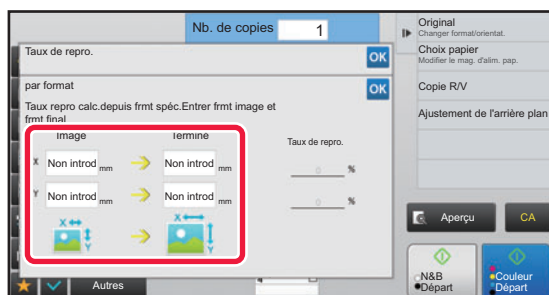 Nb. de copies 1
Original
Changer format/orientat.
Choix papier
Modifier le mag. d'alim. pap.
Copie R/V
Ajustement de l'arrière plan
Taux de repro.
OK
par format
OK
Taux repro calc.depuis frmt spéc.Entrer frmt image et
frmt final
Image Terminé
Taux de repro.
X Non introd mm Non introd mm 0 %
Y Non introd mm Non introd mm 0 %
X X
Y Y
Aperçu CA
Autres
N&B
Départ
Couleur
Départ